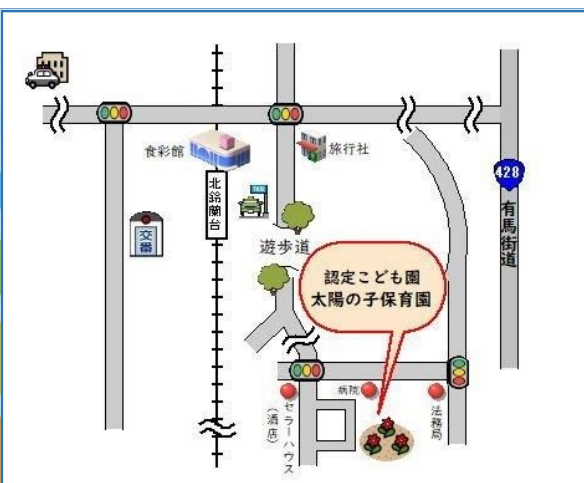 食彩館
旅行社
428
北鈴蘭台
TAXI
有馬街道
交番
遊歩道
認定こども園
太陽の子保育園
病院
セラーハウス
(酒店)
法務局